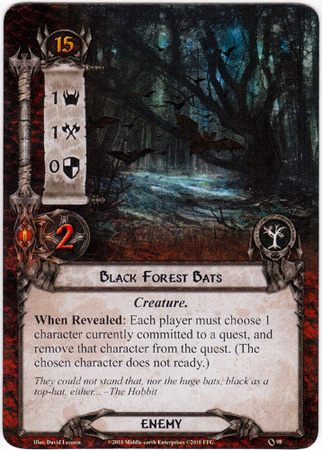 15
1
1
0
2
Black Forest Bats
Creature.
When Revealed: Each player must choose 1
character currently committed to a quest, and
remove that character from the quest. (The
chosen character does not ready.)
They could not stand that, nor the huge bats, black as a
top-hat, either... –The Hobbit
ENEMY
Illus. David Lecossu
©2010 Middle-earth Enterprises ©2010 FFG
98